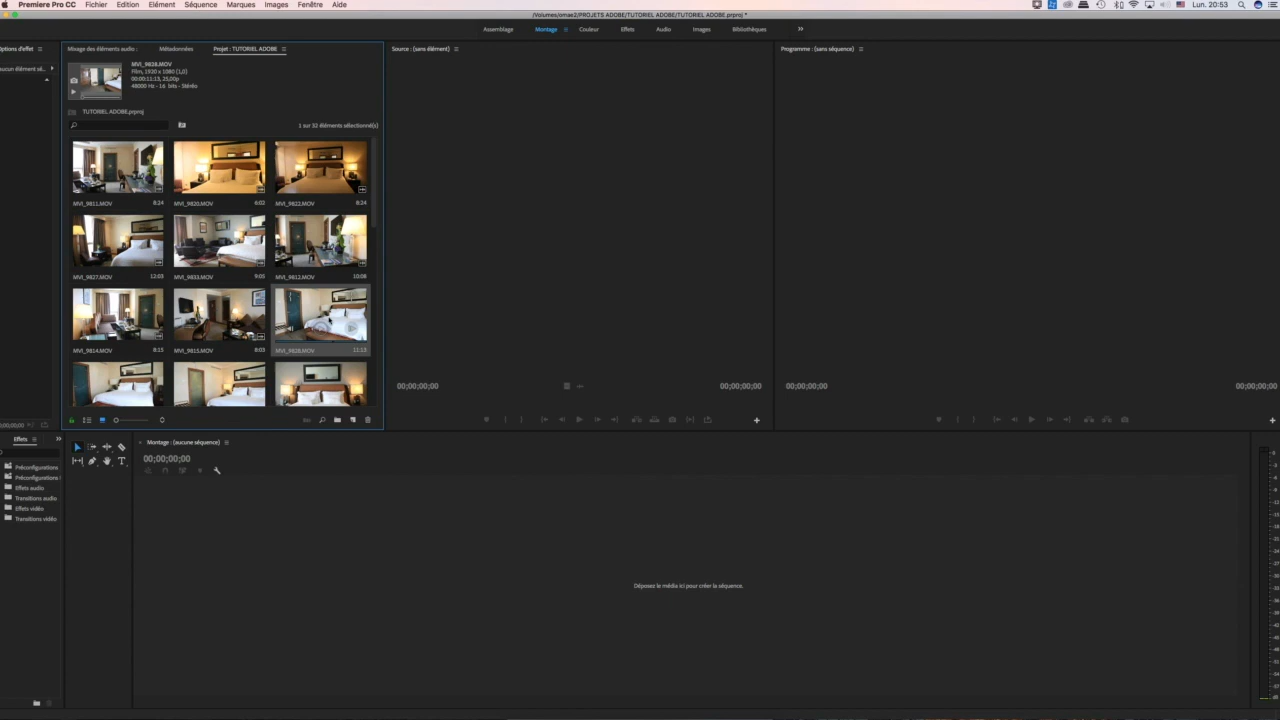 Premiere Pro CC Fichier Edition Elément Séquence Marques Images Fenêtre Aide Lun. 20:53
/Volumes/omae2/PROJETS ADOBE/TUTORIEL ADOBE/TUTORIEL ADOBE.prproj *
Assemblage Montage Couleur Effets Audio Images Bibliothèques
Options d'effet Mixage des éléments audio : Métadonnées Projet : TUTORIEL ADOBE Source : (sans élément) Programme : (sans séquence)
aucun élément sé...
MVI_9828.MOV
Film, 1920 x 1080 (1,0)
00:00:11:13, 25,00p
48000 Hz - 16 bits - Stéréo
TUTORIEL ADOBE.prproj
1 sur 32 éléments sélectionné(s)
MVI_9811.MOV 8:24 MVI_9820.MOV 6:02 MVI_9822.MOV 8:24
MVI_9827.MOV 12:03 MVI_9833.MOV 9:05 MVI_9812.MOV 10:08
MVI_9814.MOV 8:15 MVI_9815.MOV 8:03 MVI_9828.MOV 11:13
00;00;00;00 00;00;00;00 00;00;00;00 00;00;00;00
Effets
Montage : (aucune séquence)
00;00;00;00
Préconfigurations
Préconfigurations
Effets audio
Transitions audio
Effets vidéo
Transitions vidéo
Déposez le média ici pour créer la séquence.